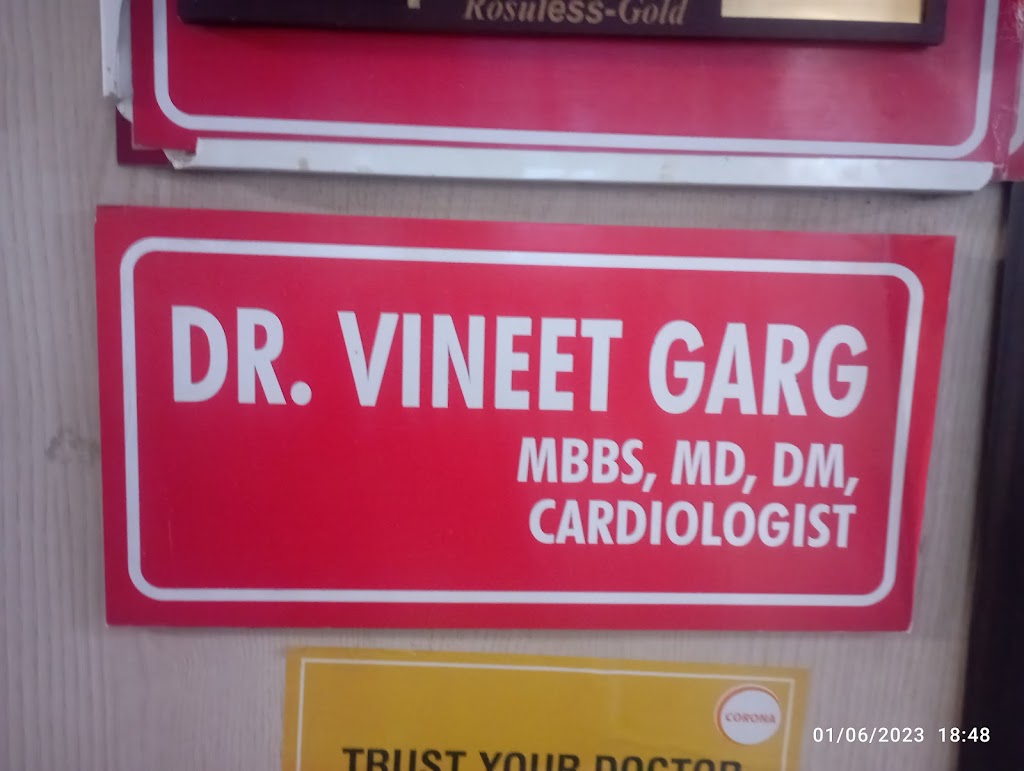 Rosuless-Gold
DR. VINEET GARG
MBBS, MD, DM,
CARDIOLOGIST
CORONA
TRUST YOUR DOCTOR
01/06/2023 18:48